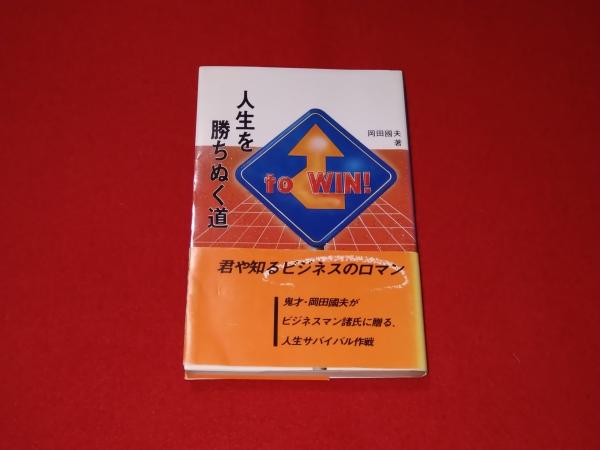 人生を
勝ちぬく道
岡田國夫
著
to WIN!
君や知るビジネスのロマン
鬼才・岡田國夫が
ビジネスマン諸氏に贈る、
人生サバイバル作戦